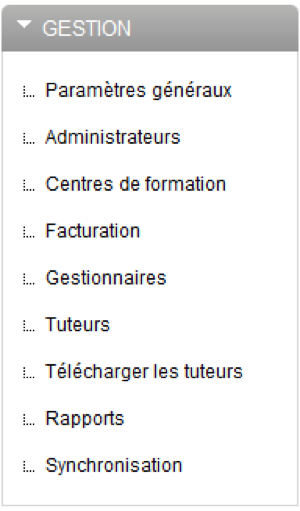 GESTION
Paramètres généraux
Administrateurs
Centres de formation
Facturation
Gestionnaires
Tuteurs
Télécharger les tuteurs
Rapports
Synchronisation